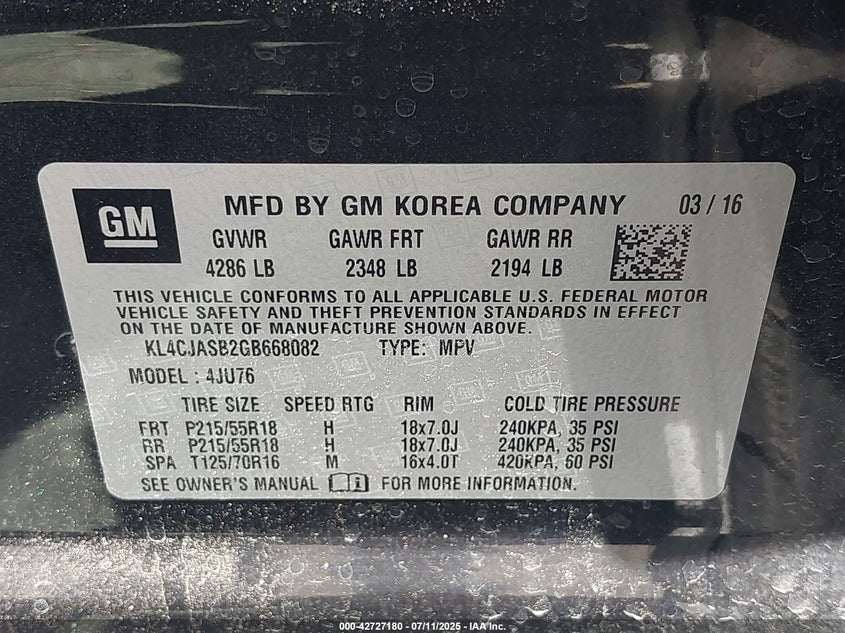 GM
MFD BY GM KOREA COMPANY 03 / 16
GVWR GAWR FRT GAWR RR
4286 LB 2348 LB 2194 LB
THIS VEHICLE CONFORMS TO ALL APPLICABLE U.S. FEDERAL MOTOR
VEHICLE SAFETY AND THEFT PREVENTION STANDARDS IN EFFECT
ON THE DATE OF MANUFACTURE SHOWN ABOVE.
KL4CJASB2GB668082 TYPE: MPV
MODEL : 4JU76
TIRE SIZE SPEED RTG RIM COLD TIRE PRESSURE
FRT P215/55R18 H 18x7.0J 240KPA, 35 PSI
RR P215/55R18 H 18x7.0J 240KPA, 35 PSI
SPA T125/70R16 M 16x4.0T 420KPA, 60 PSI
SEE OWNER'S MANUAL FOR MORE INFORMATION.
000-42727180 - 07/11/2025 - IAA Inc.